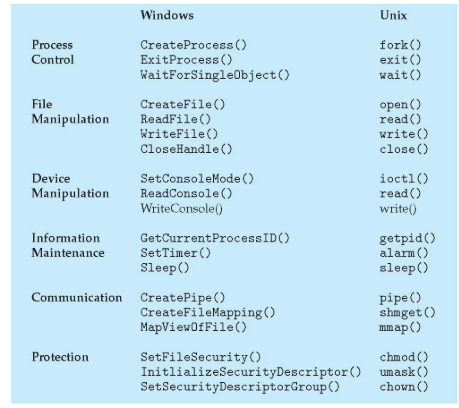 Windows Unix
Process CreateProcess() fork()
Control ExitProcess() exit()
WaitForSingleObject() wait()
File CreateFile() open()
Manipulation ReadFile() read()
WriteFile() write()
CloseHandle() close()
Device SetConsoleMode() ioctl()
Manipulation ReadConsole() read()
WriteConsole() write()
Information GetCurrentProcessID() getpid()
Maintenance SetTimer() alarm()
Sleep() sleep()
Communication CreatePipe() pipe()
CreateFileMapping() shmget()
MapViewOfFile() mmap()
Protection SetFileSecurity() chmod()
InitlializeSecurityDescriptor() umask()
SetSecurityDescriptorGroup() chown()